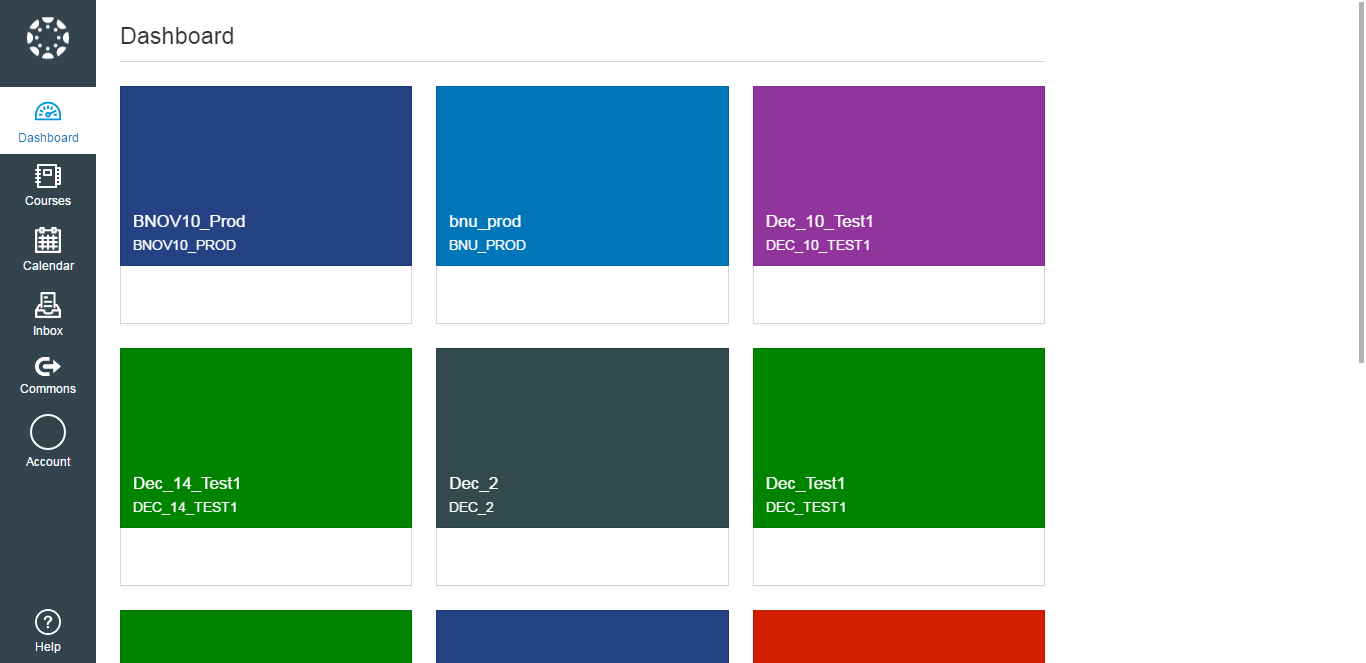 Dashboard
Dashboard
Courses
Calendar
Inbox
Commons
Account
? Help
BNOV10_Prod
BNOV10_PROD
bnu_prod
BNU_PROD
Dec_10_Test1
DEC_10_TEST1
Dec_14_Test1
DEC_14_TEST1
Dec_2
DEC_2
Dec_Test1
DEC_TEST1